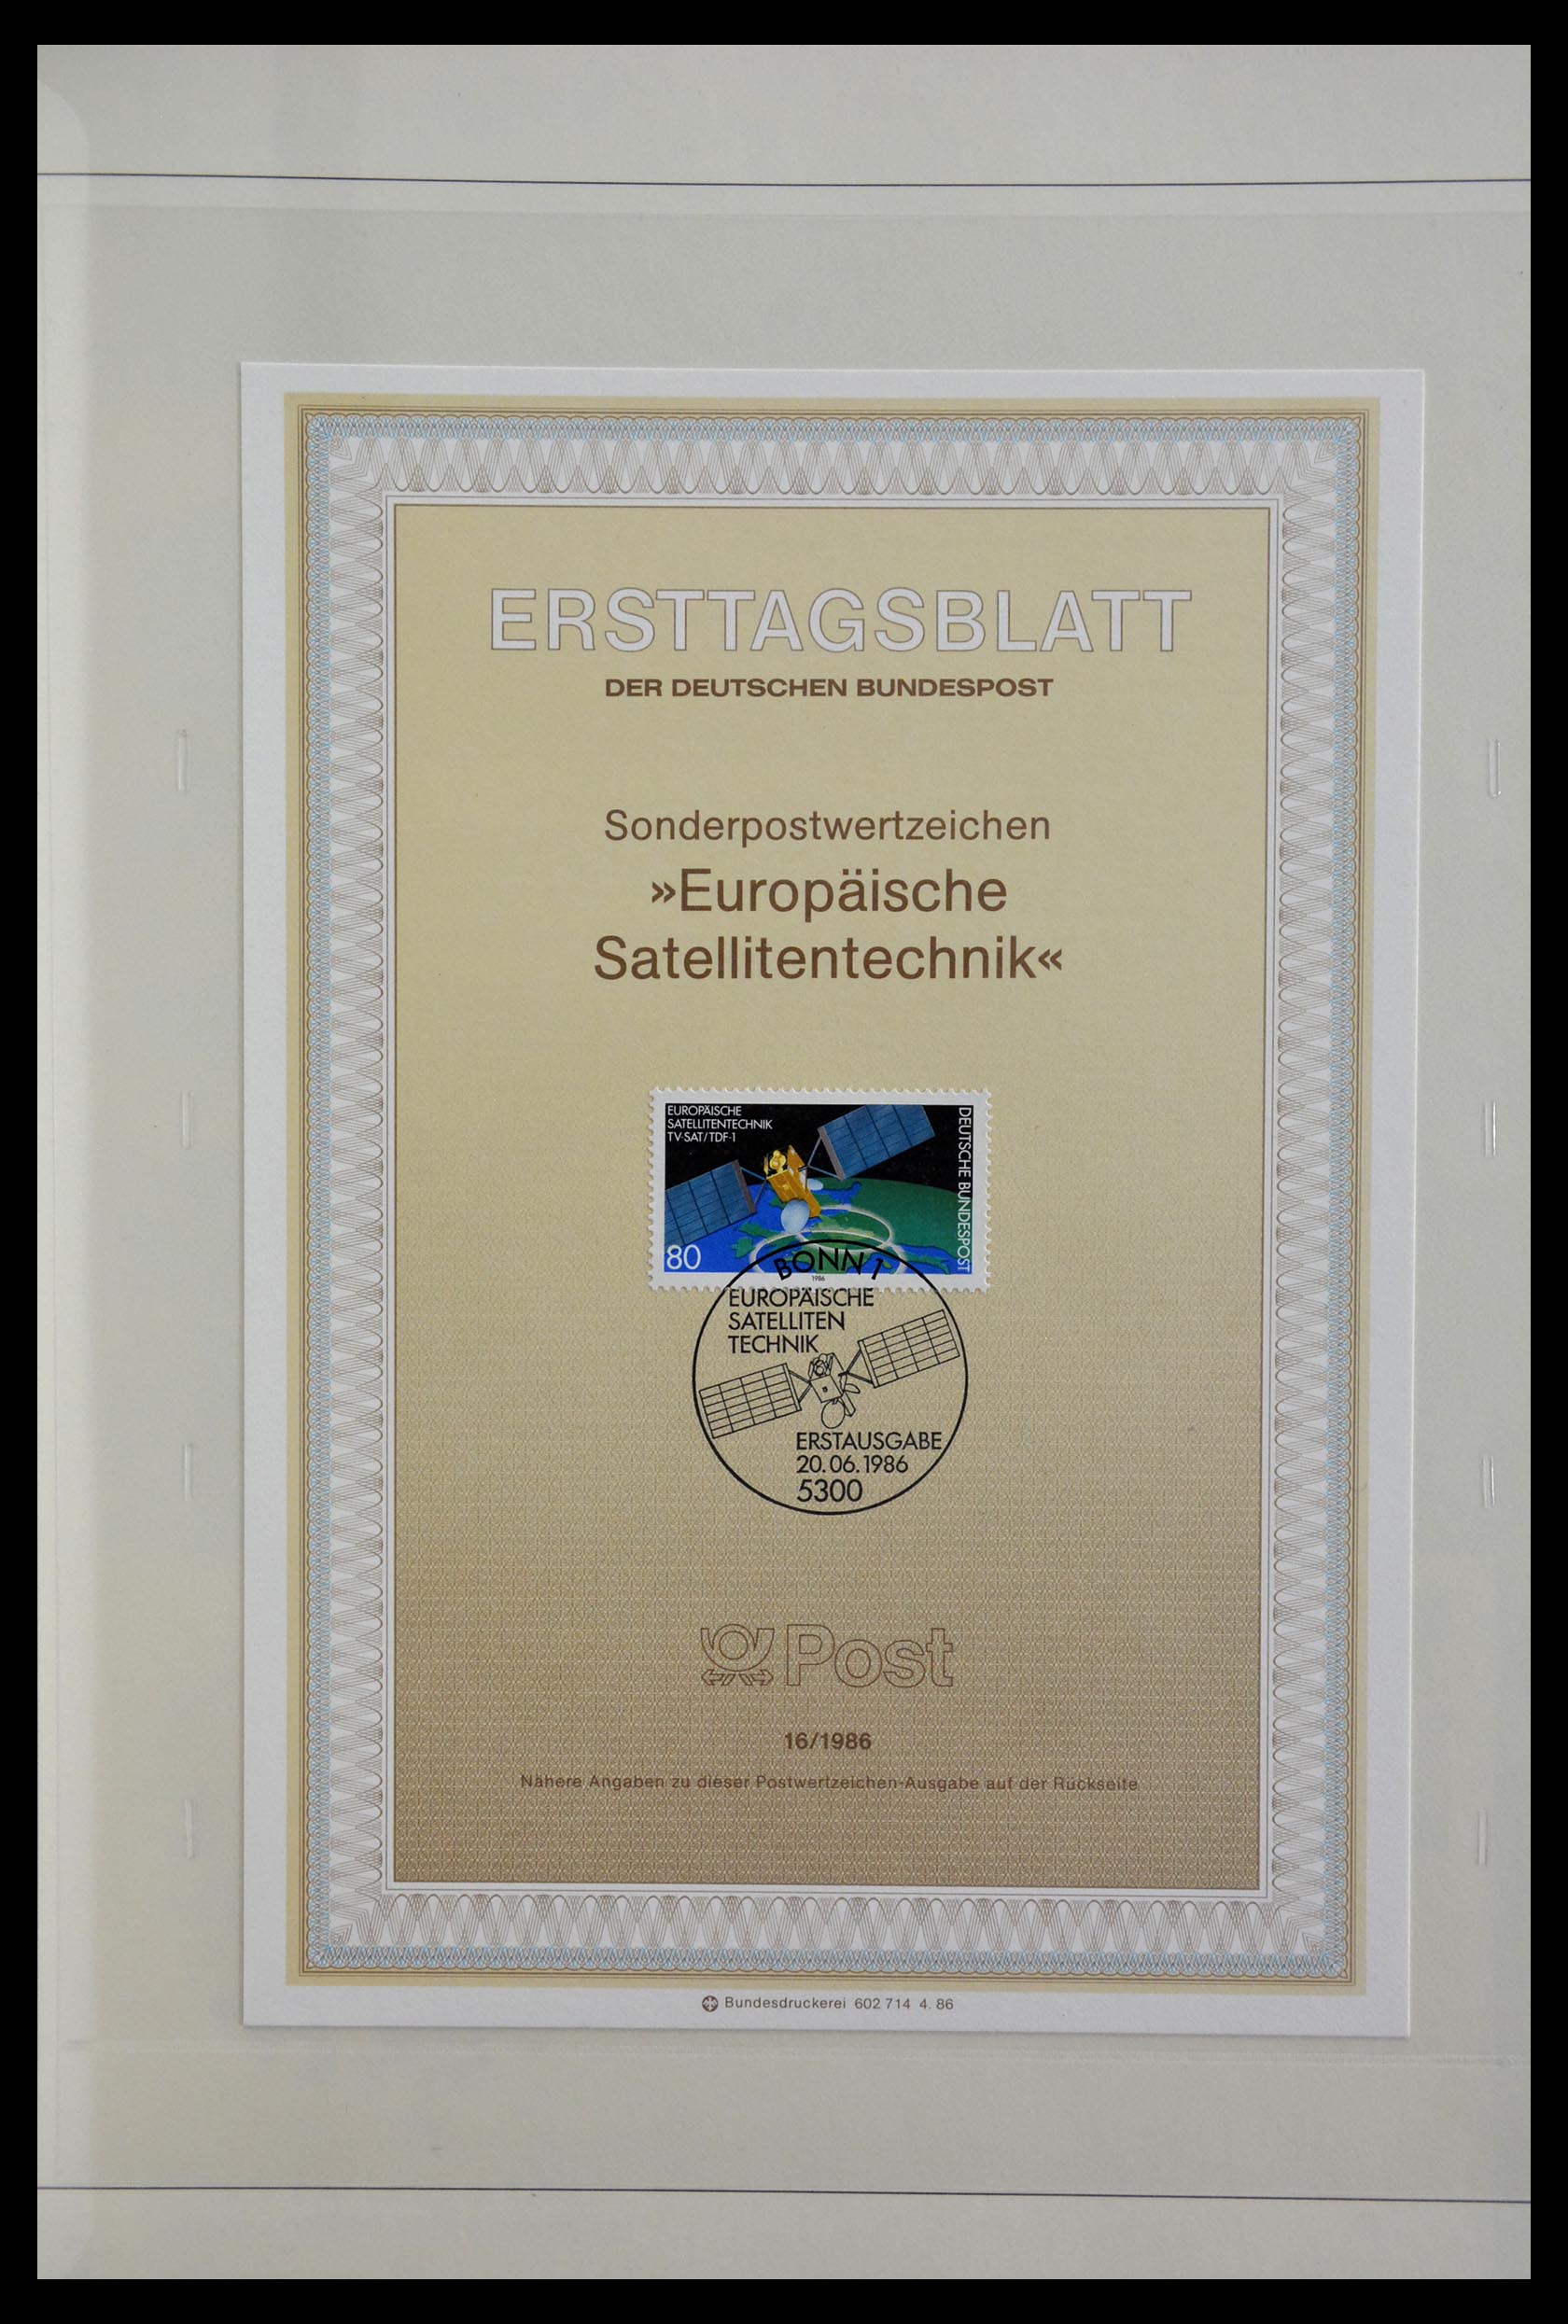 ERSTTAGSBLATT
DER DEUTSCHEN BUNDESPOST
Sonderpostwertzeichen
»Europäische
Satellitentechnik«
EUROPÄISCHE
SATELLITENTECHNIK
TV-SAT/TDF-1
DEUTSCHE BUNDESPOST
80
1986
BONN 1
EUROPÄISCHE
SATELLITEN
TECHNIK
ERSTAUSGABE
20.06.1986
5300
Post
16/1986
Nähere Angaben zu dieser Postwertzeichen-Ausgabe auf der Rückseite
Bundesdruckerei 602 714 4. 86